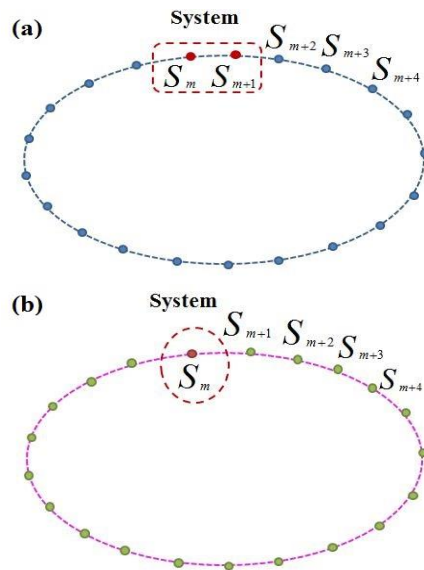 (a)
System
S_m S_{m+1} S_{m+2} S_{m+3} S_{m+4}
(b)
System
S_m S_{m+1} S_{m+2} S_{m+3} S_{m+4}